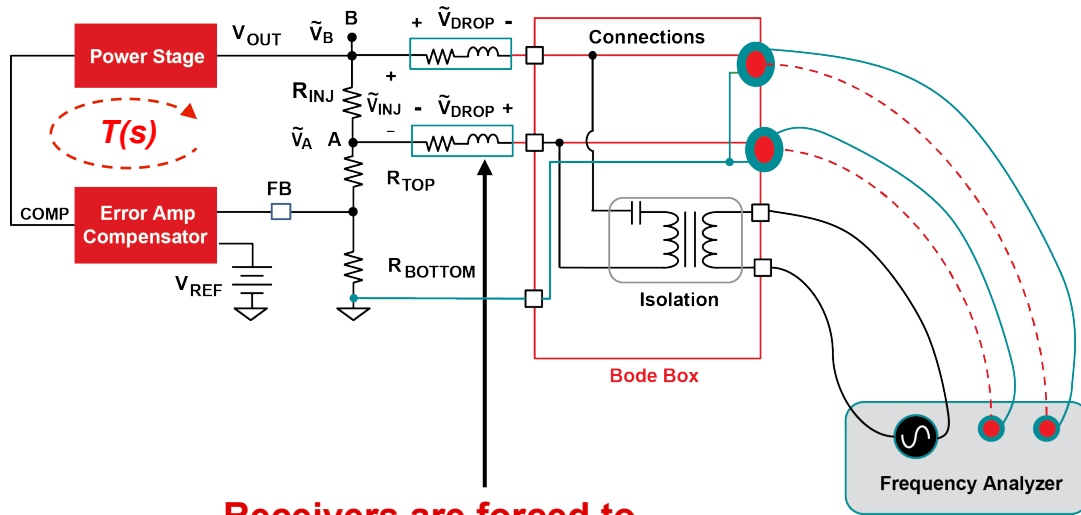 B
+ ṼDROP -
Connections
Power Stage
VOUT
ṼB
RINJ
+
ṼINJ
- ṼDROP +
T(s)
ṼA
A
–
RTOP
FB
COMP
Error Amp
Compensator
VREF
RBOTTOM
Isolation
Bode Box
Frequency Analyzer
Receivers are forced to